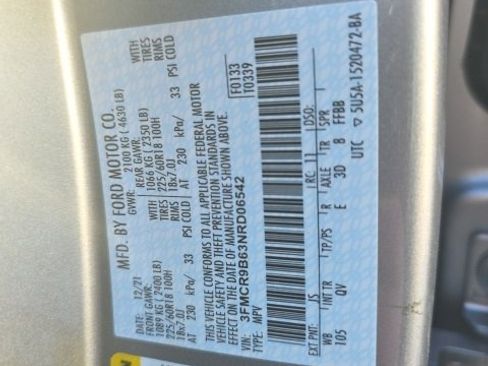 MFD. BY FORD MOTOR CO.
DATE: 12/21
GVWR: 2100 KG ( 4630 LB)
FRONT GAWR:
1089 KG ( 2400 LB)
225/60R18 100H
18x7.0J
AT 230 kPa/ 33 PSI COLD
WITH
TIRES
RIMS
REAR GAWR:
1066 KG ( 2350 LB)
225/60R18 100H
18x7.0J
AT 230 kPa/ 33 PSI COLD
WITH
TIRES
RIMS
THIS VEHICLE CONFORMS TO ALL APPLICABLE FEDERAL MOTOR
VEHICLE SAFETY AND THEFT PREVENTION STANDARDS IN
EFFECT ON THE DATE OF MANUFACTURE SHOWN ABOVE.
VIN: 3FMCR9B63NRD06542
TYPE: MPV
F0133
T0339
EXT PNT: JS RC: 11 DSO:
WB INT TR TP/PS R AXLE TR SPR
105 QV E 3D 8 FFBB
UTC 5U5A-1520472-BA